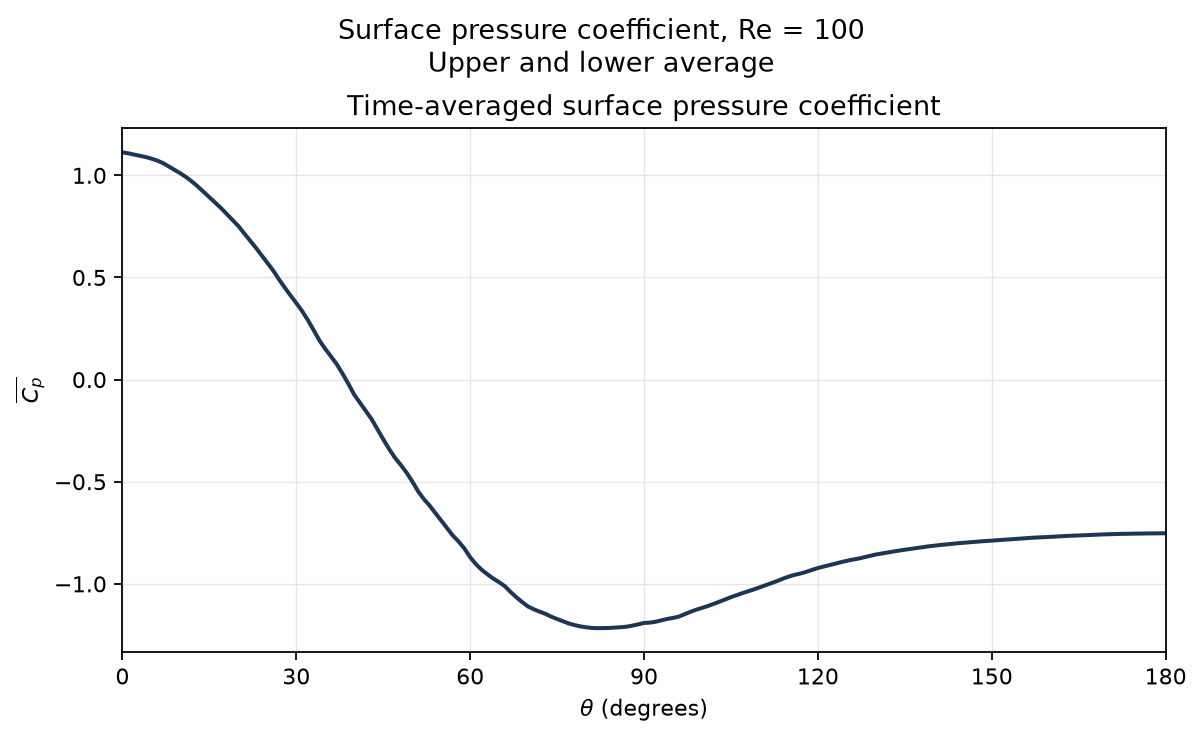 Surface pressure coefficient, Re = 100
Upper and lower average
Time-averaged surface pressure coefficient
1.0
0.5
0.0
−0.5
−1.0
C̅p
0 30 60 90 120 150 180
θ (degrees)